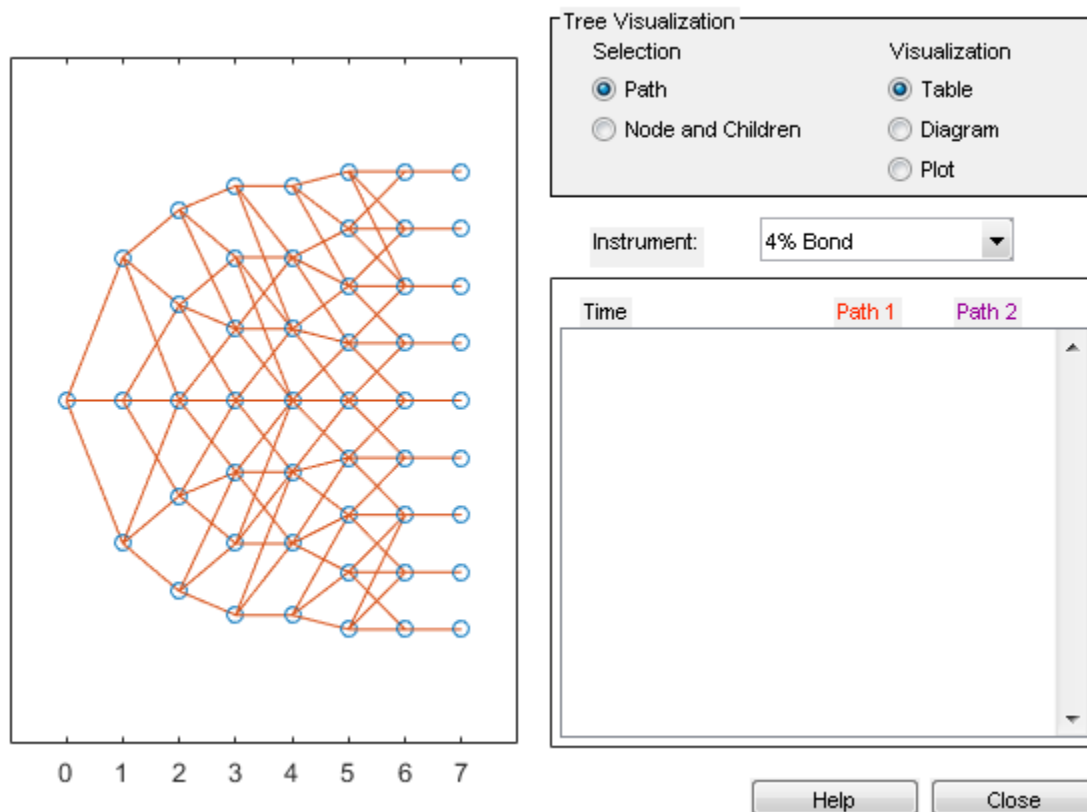 Tree Visualization
Selection
Visualization
Path
Table
Node and Children
Diagram
Plot
Instrument:
4% Bond
Time
Path 1
Path 2
0 1 2 3 4 5 6 7
Help
Close